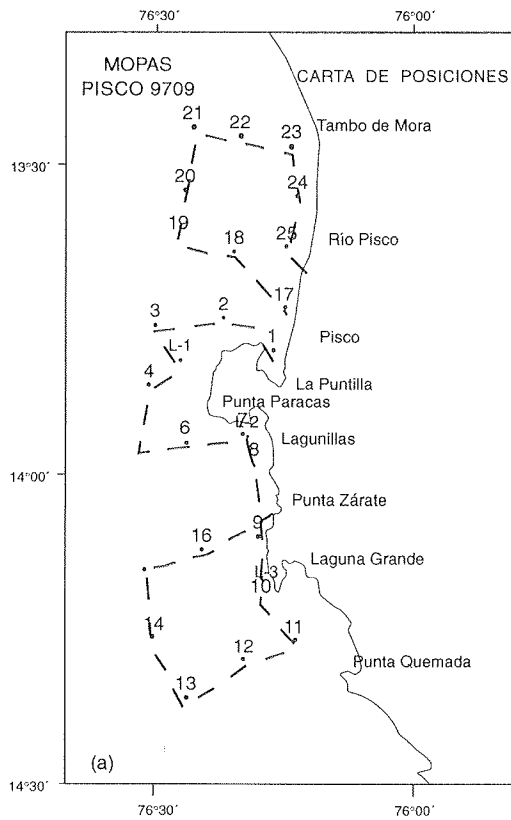 76°30´ 76°00´
MOPAS
PISCO 9709
CARTA DE POSICIONES
21
22
23
Tambo de Mora
13°30´
20
24
19
18
25
Río Pisco
17
3
2
1
Pisco
L-1
4
La Puntilla
Punta Paracas
7
L-2
6
8
Lagunillas
14°00´
Punta Zárate
9
16
Laguna Grande
L-3
10
14
11
12
Punta Quemada
13
(a)
14°30´
76°30´ 76°00´